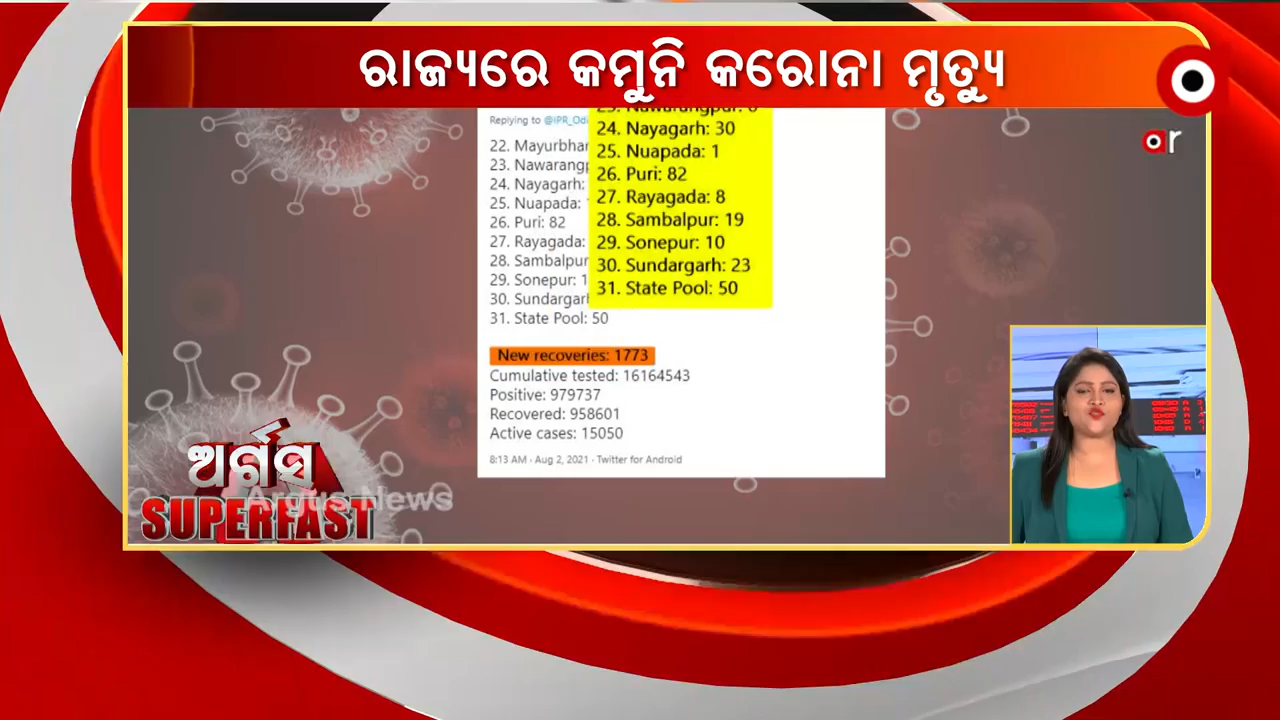 ରାଜ୍ୟରେ କମୁନି କରୋନା ମୃତ୍ୟୁ
ar
Replying to
24. Nayagarh: 30
25. Nuapada: 1
26. Puri: 82
27. Rayagada: 8
28. Sambalpur: 19
29. Sonepur: 10
30. Sundargarh: 23
31. State Pool: 50
22.
23.
24. Nayagarh:
25. Nuapada:
26. Puri: 82
27. Rayagada:
28. Sambalpur
29. Sonepur: 1
30. Sundargarh
31. State Pool: 50
New recoveries: 1773
Cumulative tested: 16164543
Positive: 979737
Recovered: 958601
Active cases: 15050
8:13 AM · Aug 2, 2021 · Twitter for Android
ଅର୍ଗସ
Argus News
SUPERFAST